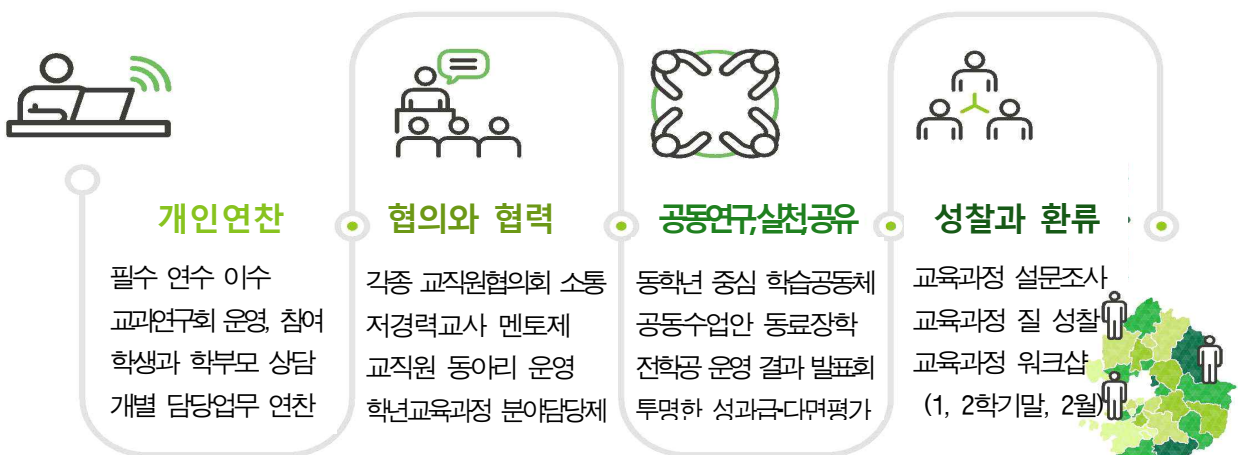 개인연찬
필수 연수 이수
교과연구회 운영, 참여
학생과 학부모 상담
개별 담당업무 연찬
협의와 협력
각종 교직원협의회 소통
저경력교사 멘토제
교직원 동아리 운영
학년교육과정 분야담당제
공동연구,실천,공유
동학년 중심 학습공동체
공동수업안 동료장학
전학공 운영 결과 발표회
투명한 성과급·다면평가
성찰과 환류
교육과정 설문조사
교육과정 질 성찰
교육과정 워크샵
(1, 2학기말, 2월)